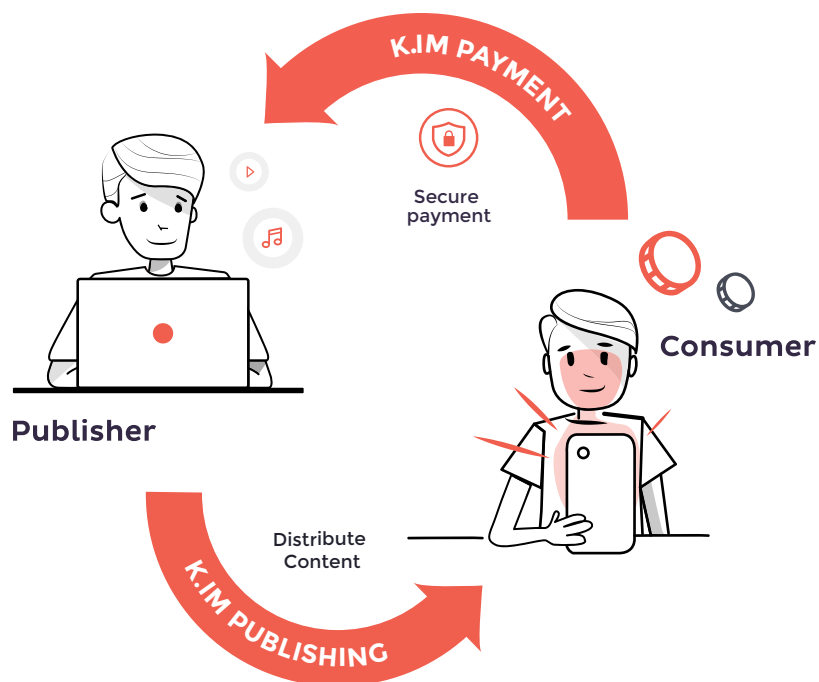 K.IM PAYMENT
Secure
payment
Consumer
Publisher
Distribute
Content
K.IM PUBLISHING